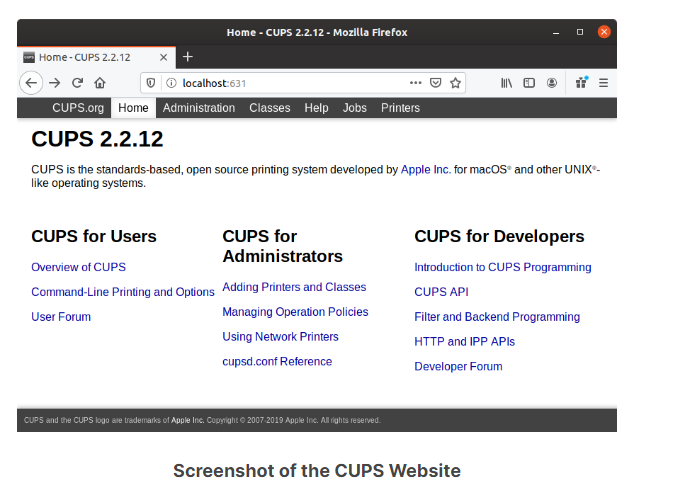 Home - CUPS 2.2.12 - Mozilla Firefox
Home - CUPS 2.2.12
localhost:631
CUPS.org Home Administration Classes Help Jobs Printers
CUPS 2.2.12
CUPS is the standards-based, open source printing system developed by Apple Inc. for macOS® and other UNIX®-
like operating systems.
CUPS for Users
Overview of CUPS
Command-Line Printing and Options
User Forum
CUPS for
Administrators
Adding Printers and Classes
Managing Operation Policies
Using Network Printers
cupsd.conf Reference
CUPS for Developers
Introduction to CUPS Programming
CUPS API
Filter and Backend Programming
HTTP and IPP APIs
Developer Forum
CUPS and the CUPS logo are trademarks of Apple Inc. Copyright © 2007-2019 Apple Inc. All rights reserved.
Screenshot of the CUPS Website